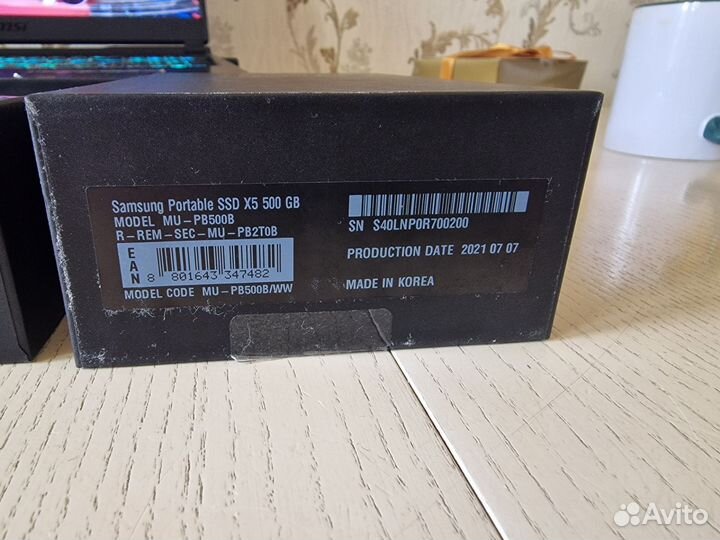 msi
Samsung Portable SSD X5 500 GB
MODEL MU-PB500B
R-REM-SEC-MU-PB2T0B
EAN
8 801643 347482
MODEL CODE MU-PB500B/WW
SN S40LNP0R700200
PRODUCTION DATE 2021 07 07
MADE IN KOREA
Avito